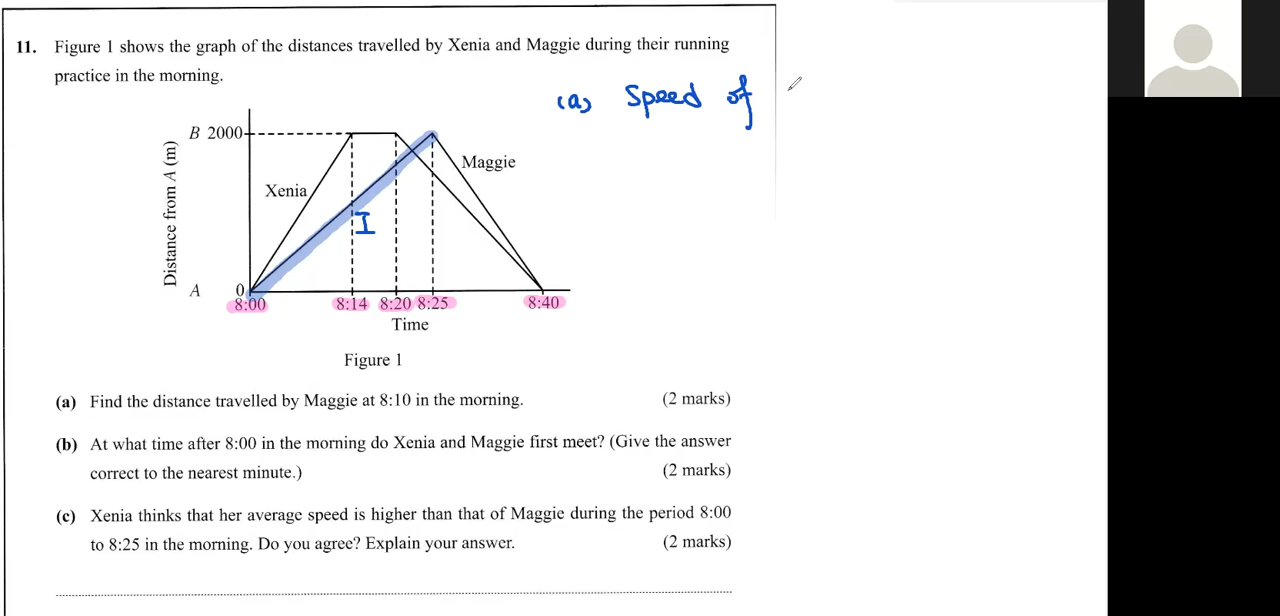 11. Figure 1 shows the graph of the distances travelled by Xenia and Maggie during their running
practice in the morning.
(a) Speed of
B 2000
Maggie
Xenia
Distance from A (m)
I
A 0
8:00 8:14 8:20 8:25 8:40
Time
Figure 1
(a) Find the distance travelled by Maggie at 8:10 in the morning. (2 marks)
(b) At what time after 8:00 in the morning do Xenia and Maggie first meet? (Give the answer
correct to the nearest minute.) (2 marks)
(c) Xenia thinks that her average speed is higher than that of Maggie during the period 8:00
to 8:25 in the morning. Do you agree? Explain your answer. (2 marks)